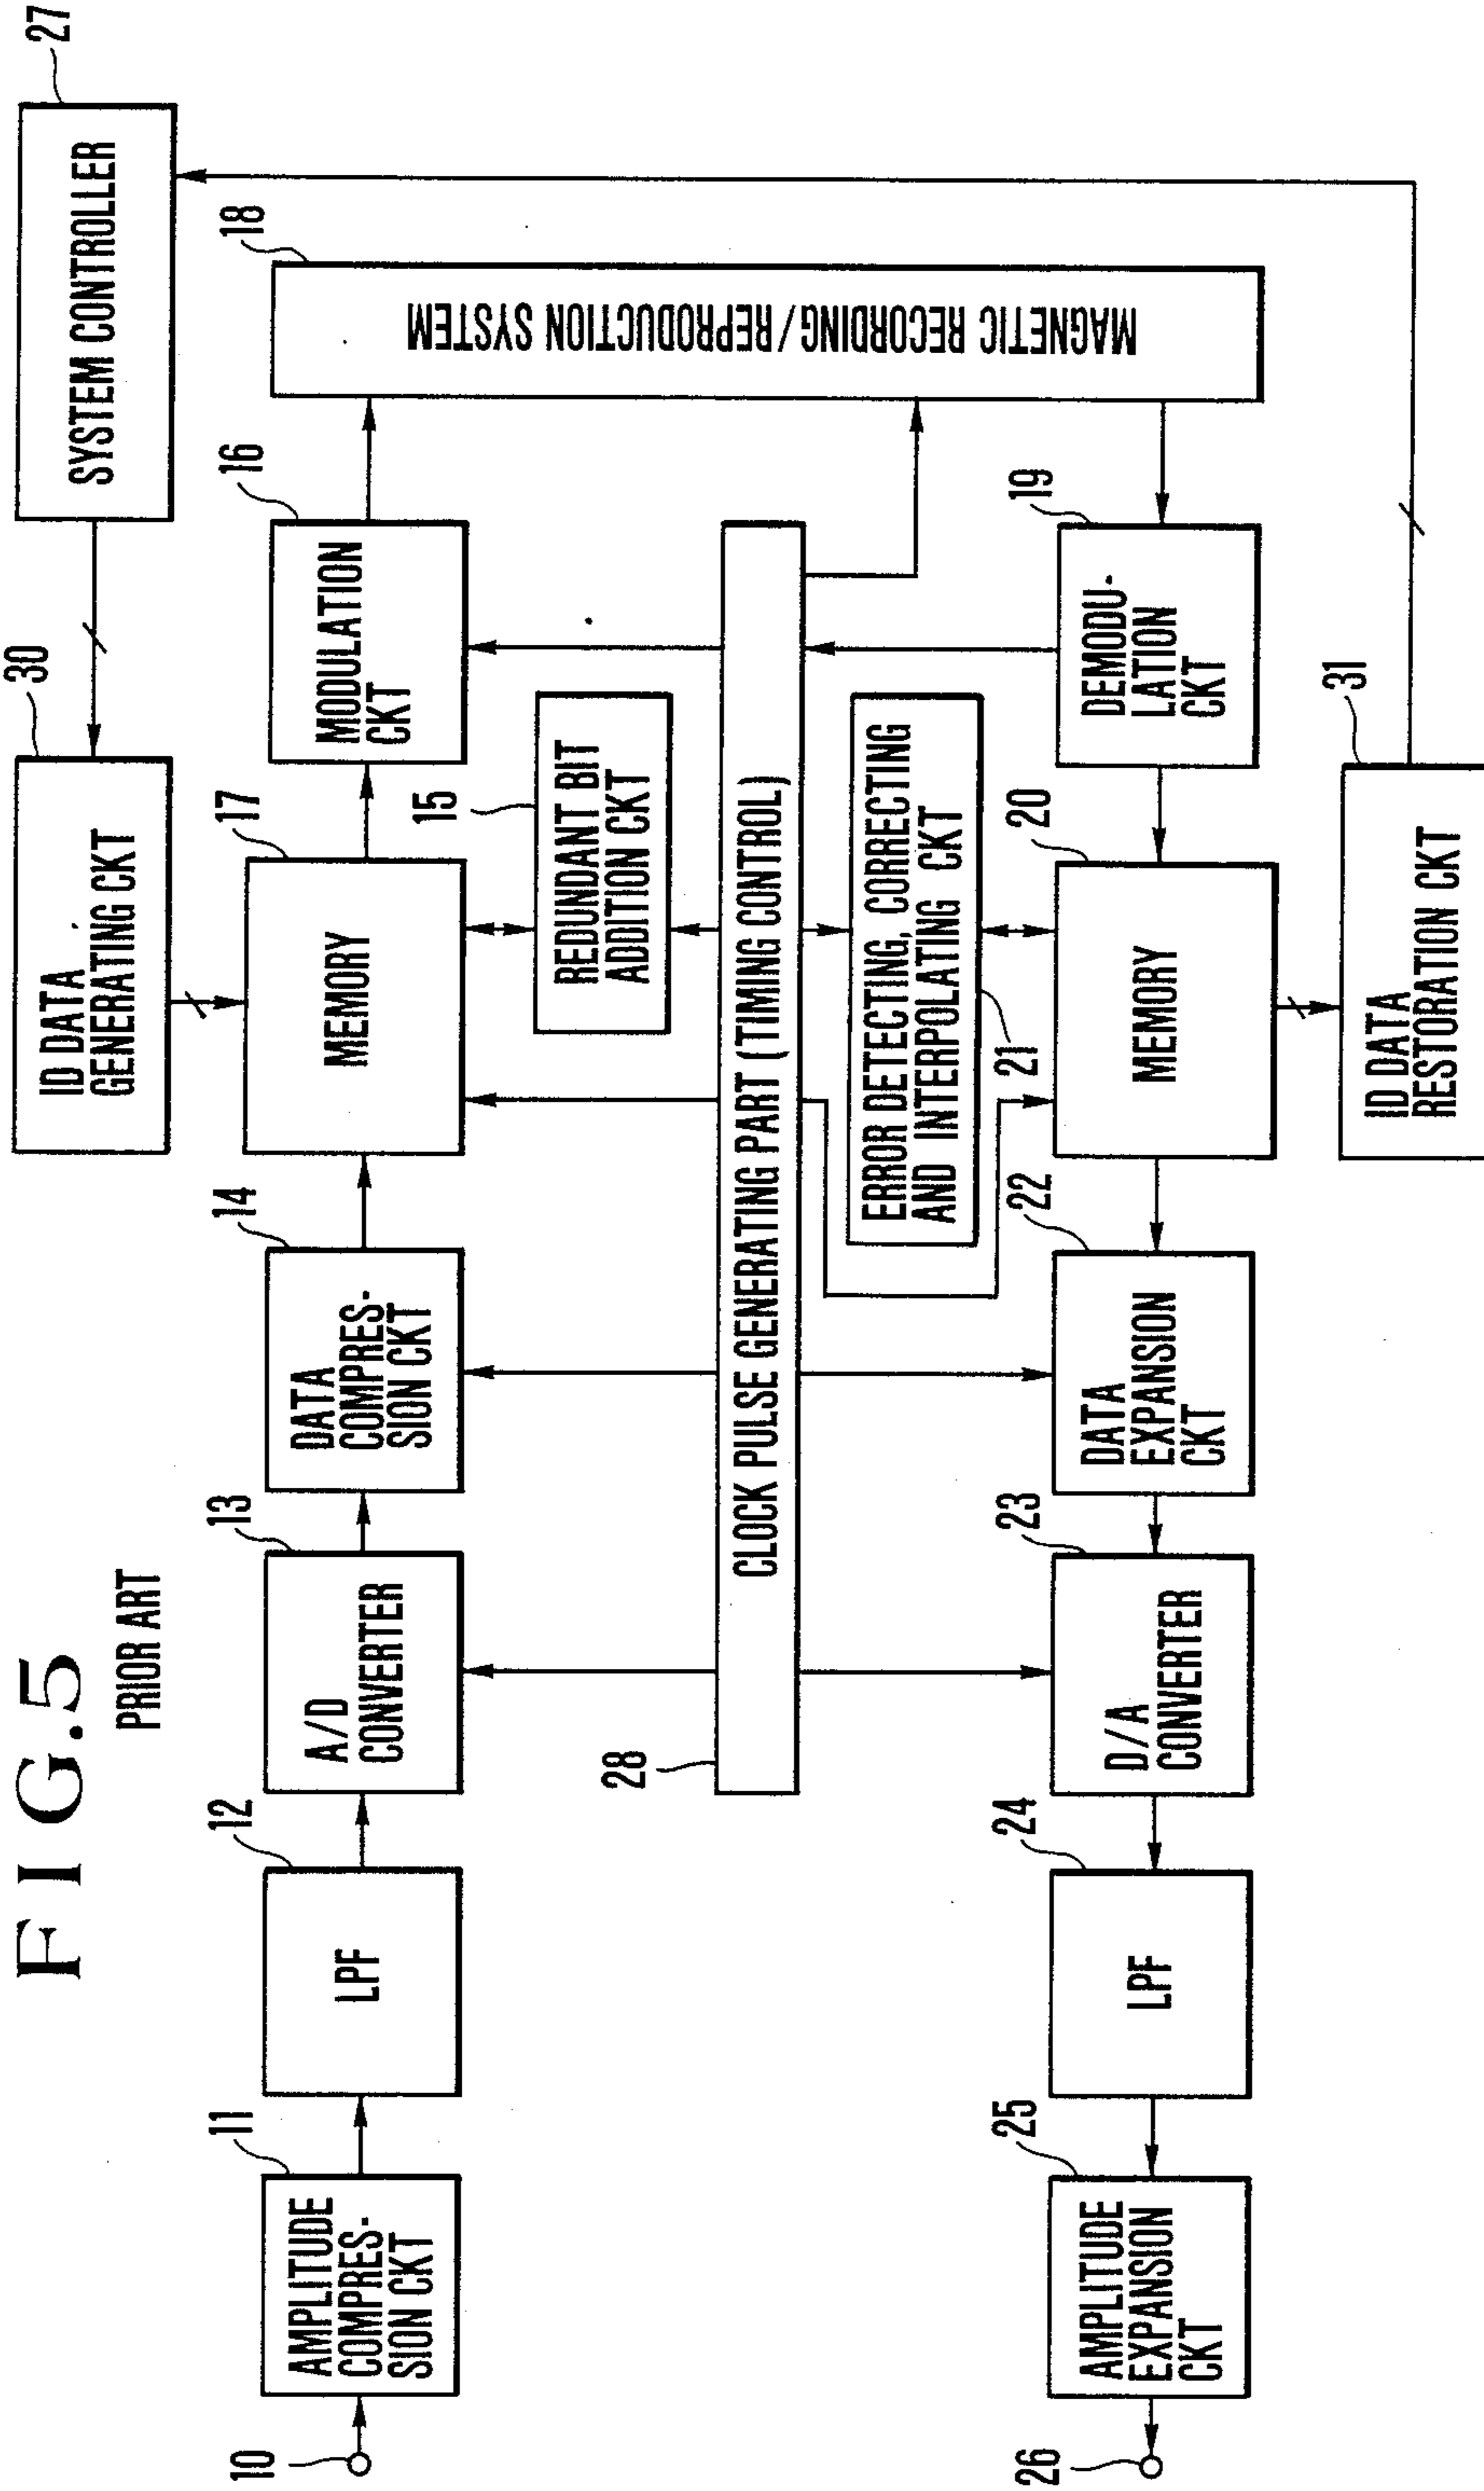 FIG.5
PRIOR ART
27
SYSTEM CONTROLLER
30
ID DATA
GENERATING CKT
10
11
AMPLITUDE
COMPRES-
SION CKT
12
LPF
13
A/D
CONVERTER
14
DATA
COMPRES-
SION CKT
17
MEMORY
16
MODULATION
CKT
18
MAGNETIC RECORDING/REPRODUCTION SYSTEM
15
REDUNDANT BIT
ADDITION CKT
28
CLOCK PULSE GENERATING PART (TIMING CONTROL)
ERROR DETECTING, CORRECTING
AND INTERPOLATING CKT
21
26
25
AMPLITUDE
EXPANSION
CKT
24
LPF
23
D/A
CONVERTER
22
DATA
EXPANSION
CKT
20
MEMORY
19
DEMODU-
LATION
CKT
31
ID DATA
RESTORATION CKT